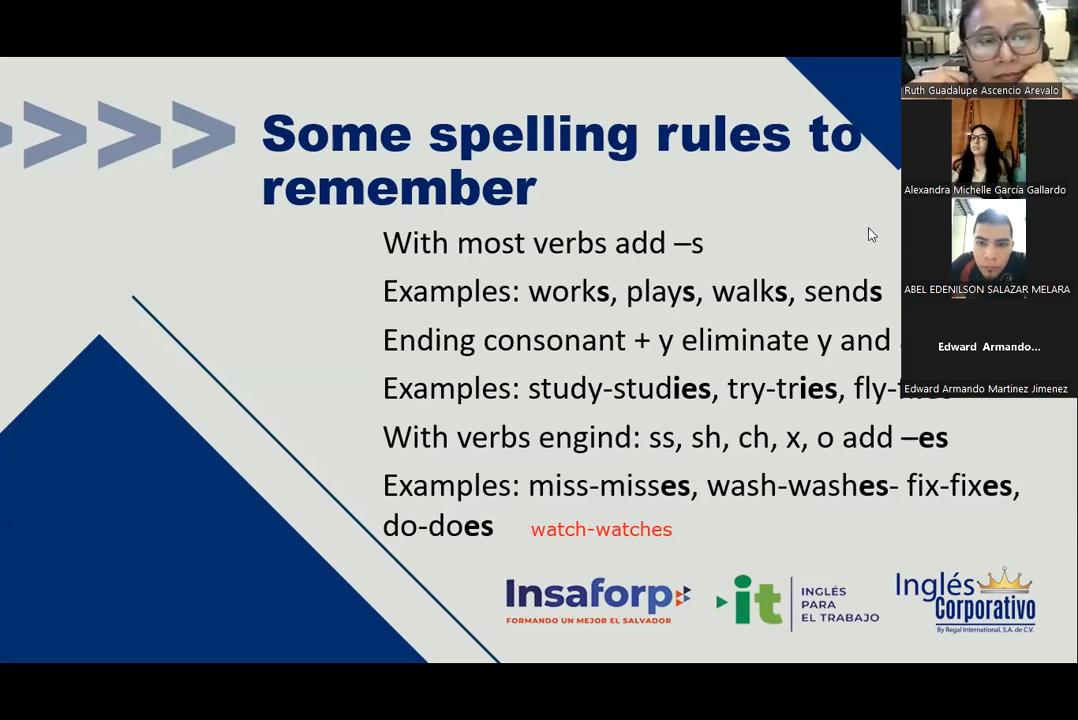 Some spelling rules to
remember
With most verbs add –s
Examples: works, plays, walks, sends
Ending consonant + y eliminate y and
Examples: study-studies, try-tries, fly-
With verbs engind: ss, sh, ch, x, o add –es
Examples: miss-misses, wash-washes- fix-fixes,
do-does watch-watches
Insaforp
FORMANDO UN MEJOR EL SALVADOR
it
INGLÉS
PARA
EL TRABAJO
Inglés
Corporativo
By Regal International, S.A. de C.V.
Ruth Guadalupe Ascencio Arevalo
Alexandra Michelle García Gallardo
ABEL EDENILSON SALAZAR MELARA
Edward Armando...
Edward Armando Martinez Jimenez